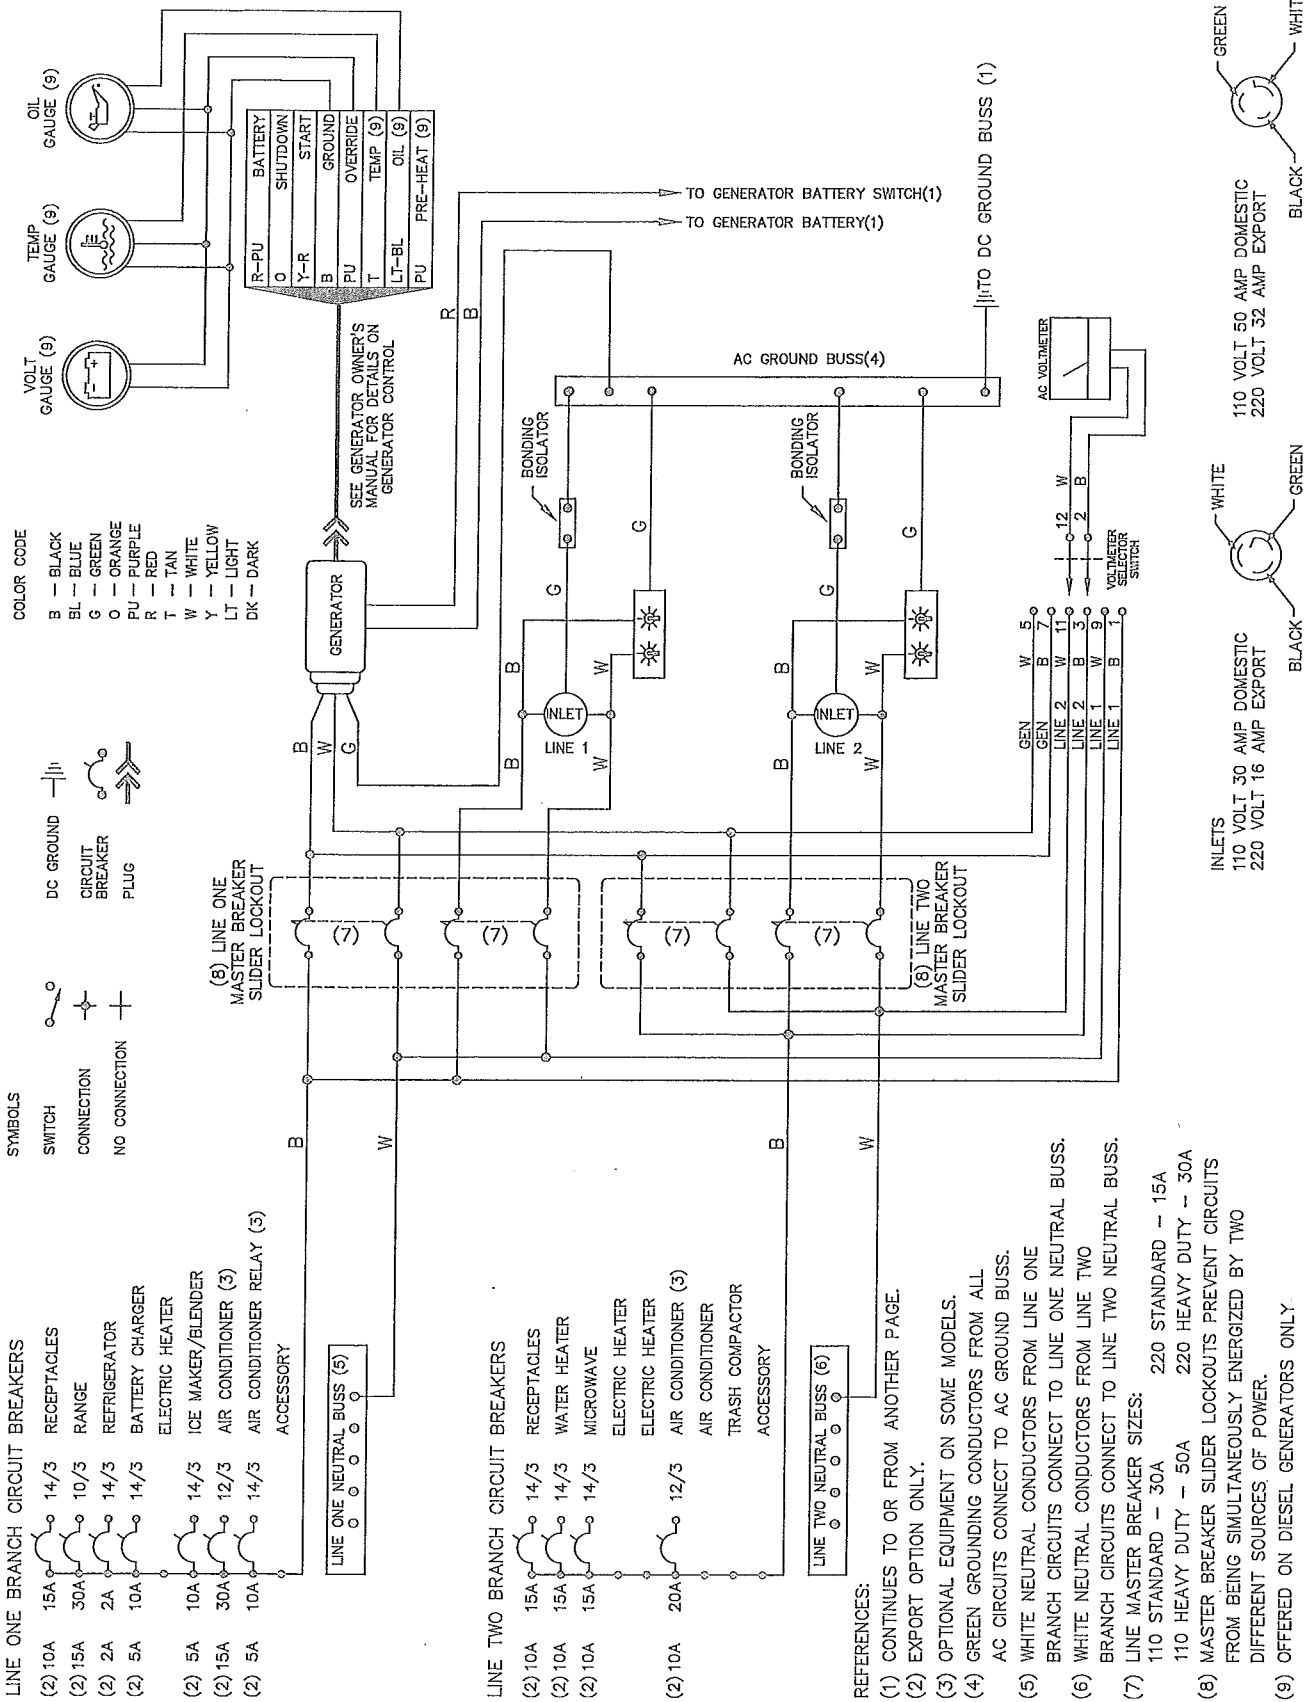 LINE ONE BRANCH CIRCUIT BREAKERS
(2) 10A 15A 14/3 RECEPTACLES
(2) 15A 30A 10/3 RANGE
(2) 2A 2A 14/3 REFRIGERATOR
(2) 5A 10A 14/3 BATTERY CHARGER
ELECTRIC HEATER
(2) 5A 10A 14/3 ICE MAKER/BLENDER
(2) 15A 30A 12/3 AIR CONDITIONER (3)
(2) 5A 10A 14/3 AIR CONDITIONER RELAY (3)
ACCESSORY
LINE ONE NEUTRAL BUSS (5)
LINE TWO BRANCH CIRCUIT BREAKERS
(2) 10A 15A 14/3 RECEPTACLES
(2) 10A 15A 14/3 WATER HEATER
(2) 10A 15A 14/3 MICROWAVE
ELECTRIC HEATER
ELECTRIC HEATER
(2) 10A 20A 12/3 AIR CONDITIONER (3)
AIR CONDITIONER
TRASH COMPACTOR
ACCESSORY
LINE TWO NEUTRAL BUSS (6)
REFERENCES:
(1) CONTINUES TO OR FROM ANOTHER PAGE.
(2) EXPORT OPTION ONLY.
(3) OPTIONAL EQUIPMENT ON SOME MODELS.
(4) GREEN GROUNDING CONDUCTORS FROM ALL
AC CIRCUITS CONNECT TO AC GROUND BUSS.
(5) WHITE NEUTRAL CONDUCTORS FROM LINE ONE
BRANCH CIRCUITS CONNECT TO LINE ONE NEUTRAL BUSS.
(6) WHITE NEUTRAL CONDUCTORS FROM LINE TWO
BRANCH CIRCUITS CONNECT TO LINE TWO NEUTRAL BUSS.
(7) LINE MASTER BREAKER SIZES:
110 STANDARD — 30A 220 STANDARD — 15A
110 HEAVY DUTY — 50A 220 HEAVY DUTY — 30A
(8) MASTER BREAKER SLIDER LOCKOUTS PREVENT CIRCUITS
FROM BEING SIMULTANEOUSLY ENERGIZED BY TWO
DIFFERENT SOURCES OF POWER.
(9) OFFERED ON DIESEL GENERATORS ONLY.
SYMBOLS
SWITCH
CONNECTION
NO CONNECTION
DC GROUND
CIRCUIT
BREAKER
PLUG
COLOR CODE
B — BLACK
BL — BLUE
G — GREEN
O — ORANGE
PU — PURPLE
R — RED
T — TAN
W — WHITE
Y — YELLOW
LT — LIGHT
DK — DARK
VOLT
GAUGE (9)
TEMP
GAUGE (9)
OIL
GAUGE (9)
R-PU BATTERY
O SHUTDOWN
Y-R START
B GROUND
PU OVERRIDE
T TEMP (9)
LT-BL OIL (9)
PU PRE-HEAT (9)
GENERATOR
SEE GENERATOR OWNER'S
MANUAL FOR DETAILS ON
GENERATOR CONTROL
B
W
G
R
B
TO GENERATOR BATTERY SWITCH(1)
TO GENERATOR BATTERY(1)
(8) LINE ONE
MASTER BREAKER
SLIDER LOCKOUT
(7)
(7)
(7)
(7)
(8) LINE TWO
MASTER BREAKER
SLIDER LOCKOUT
B
W
B
W
B
W
INLET
LINE 1
B
W
G
BONDING
ISOLATOR
G
B
W
INLET
LINE 2
B
W
G
BONDING
ISOLATOR
G
AC GROUND BUSS(4)
TO DC GROUND BUSS (1)
GEN W 5
GEN B 7
LINE 2 W 11
LINE 2 B 3
LINE 1 W 9
LINE 1 B 1
VOLTMETER
SELECTOR
SWITCH
12 W
2 B
AC VOLTMETER
INLETS
110 VOLT 30 AMP DOMESTIC
220 VOLT 16 AMP EXPORT
BLACK
WHITE
GREEN
110 VOLT 50 AMP DOMESTIC
220 VOLT 32 AMP EXPORT
BLACK
GREEN
WHITE